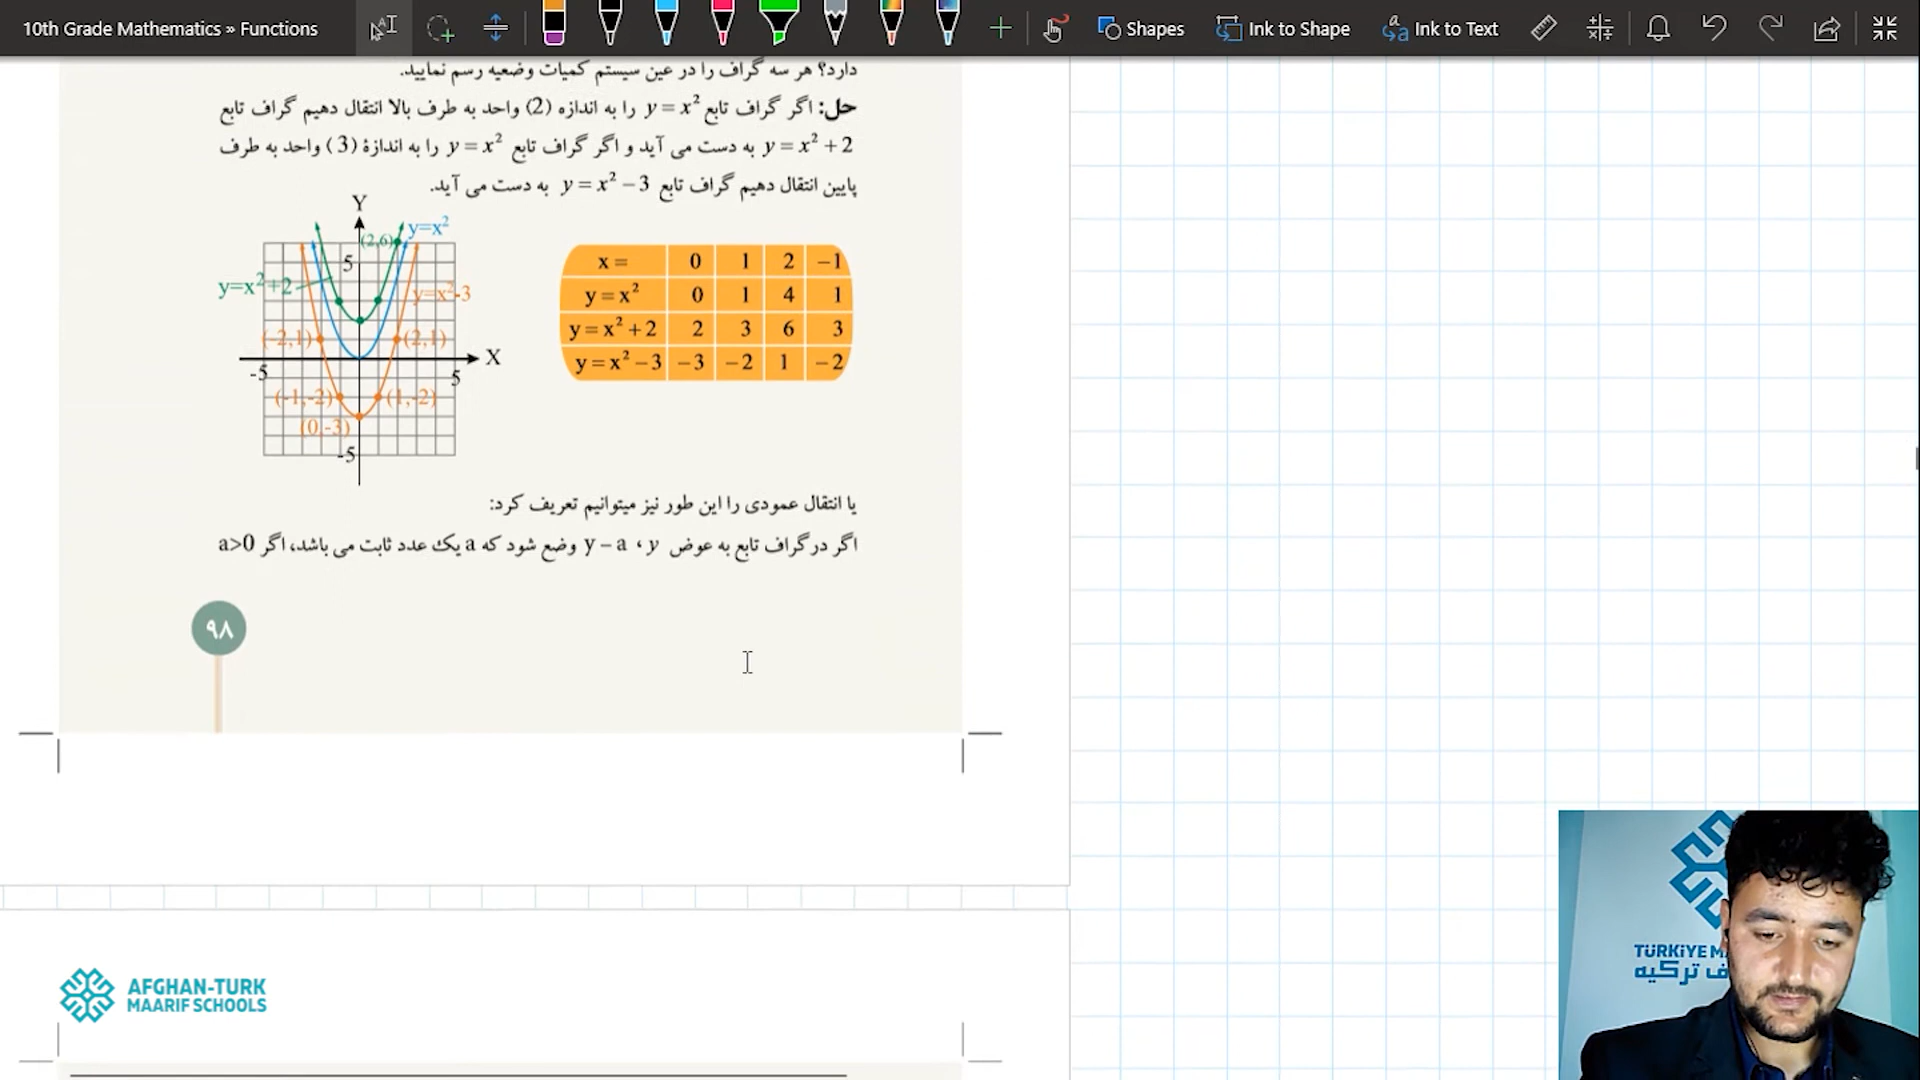 10th Grade Mathematics » Functions
Shapes
Ink to Shape
Ink to Text
دارد؟ هر سه گراف را در عین سیستم کمیات وضعیه رسم نمایید.
حل: اگر گراف تابع y = x² را به اندازه (2) واحد به طرف بالا انتقال دهیم گراف تابع
y = x² + 2 به دست می آید و اگر گراف تابع y = x² را به اندازۀ (3) واحد به طرف
پایین انتقال دهیم گراف تابع y = x² − 3 به دست می آید.
Y
y=x²
(2,6)
5
y=x²+2
y=x²-3
(-2,1)
(2,1)
X
-5
5
(-1,-2)
(1,-2)
(0,-3)
-5
x = 0 1 2 −1
y = x² 0 1 4 1
y = x² + 2 2 3 6 3
y = x² − 3 −3 −2 1 −2
یا انتقال عمودی را این طور نیز میتوانیم تعریف کرد:
اگر در گراف تابع به عوض y، y − a وضع شود که a یک عدد ثابت می باشد، اگر a>0
۹۸
AFGHAN-TURK
MAARIF SCHOOLS
TÜRKİYE M
ف ترکیه